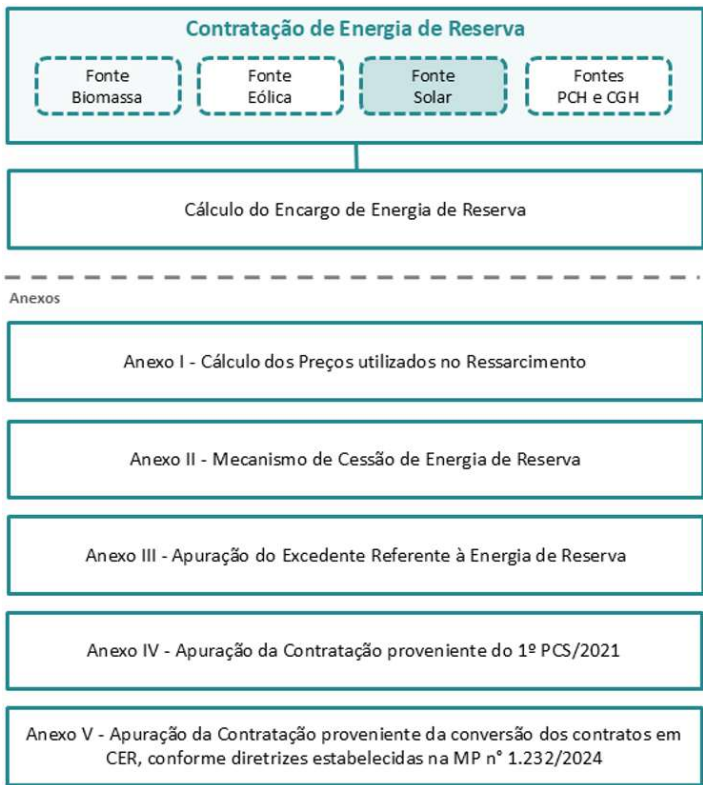 Contratação de Energia de Reserva
Fonte
Biomassa
Fonte
Eólica
Fonte
Solar
Fontes
PCH e CGH
Cálculo do Encargo de Energia de Reserva
Anexos
Anexo I - Cálculo dos Preços utilizados no Ressarcimento
Anexo II - Mecanismo de Cessão de Energia de Reserva
Anexo III - Apuração do Excedente Referente à Energia de Reserva
Anexo IV - Apuração da Contratação proveniente do 1º PCS/2021
Anexo V - Apuração da Contratação proveniente da conversão dos contratos em
CER, conforme diretrizes estabelecidas na MP n° 1.232/2024